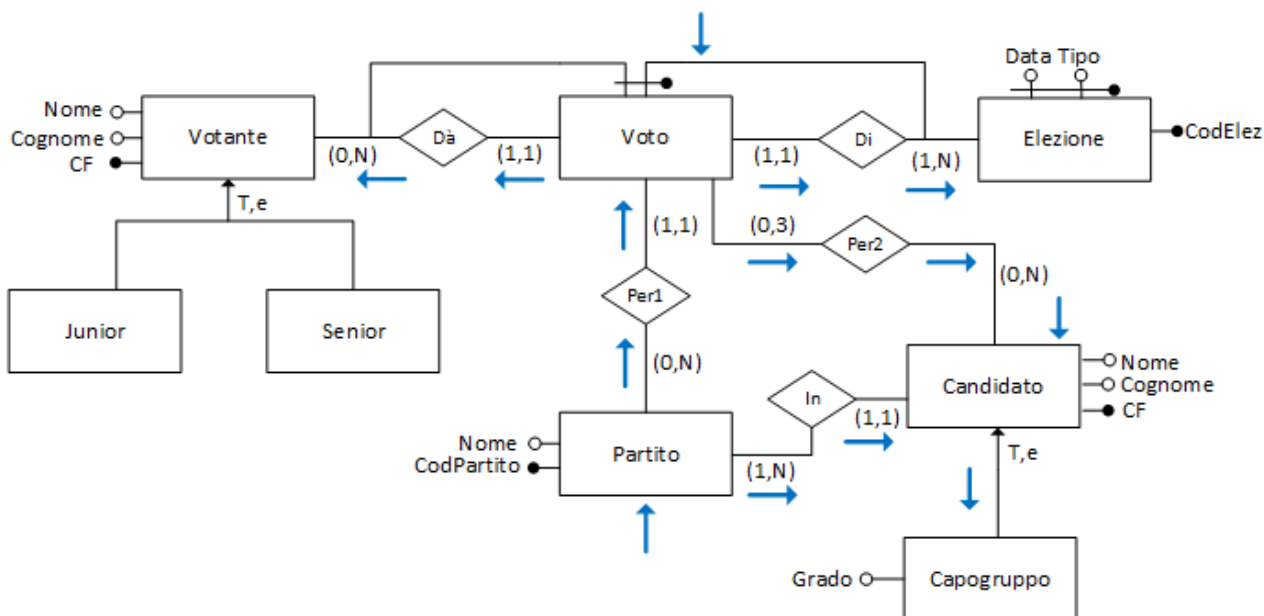 Data Tipo
Nome
Cognome
CF
Votante
(0,N)
Dà
(1,1)
Voto
(1,1)
Di
(1,N)
Elezione
CodElez
T,e
Junior
Senior
(1,1)
(0,3)
Per2
(0,N)
Per1
(0,N)
In
(1,1)
Candidato
Nome
Cognome
CF
Nome
CodPartito
Partito
(1,N)
T,e
Grado
Capogruppo